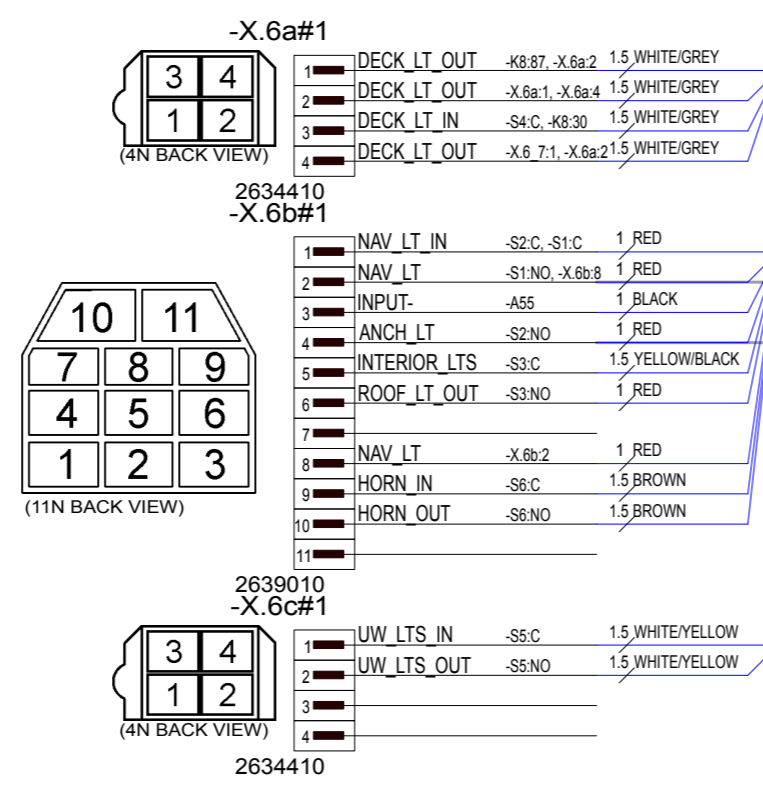 -X.6a#1
3 4
1 2
(4N BACK VIEW)
1 DECK_LT_OUT -K8:87, -X.6a:2 1.5 WHITE/GREY
2 DECK_LT_OUT -X.6a:1, -X.6a:4 1.5 WHITE/GREY
3 DECK_LT_IN -S4:C, -K8:30 1.5 WHITE/GREY
4 DECK_LT_OUT -X.6_7:1, -X.6a:2 1.5 WHITE/GREY
2634410
-X.6b#1
10 11
7 8 9
4 5 6
1 2 3
(11N BACK VIEW)
1 NAV_LT_IN -S2:C, -S1:C 1 RED
2 NAV_LT -S1:NO, -X.6b:8 1 RED
3 INPUT- -A55 1 BLACK
4 ANCH_LT -S2:NO 1 RED
5 INTERIOR_LTS -S3:C 1.5 YELLOW/BLACK
6 ROOF_LT_OUT -S3:NO 1 RED
7
8 NAV_LT -X.6b:2 1 RED
9 HORN_IN -S6:C 1.5 BROWN
10 HORN_OUT -S6:NO 1.5 BROWN
11
2639010
-X.6c#1
3 4
1 2
(4N BACK VIEW)
1 UW_LTS_IN -S5:C 1.5 WHITE/YELLOW
2 UW_LTS_OUT -S5:NO 1.5 WHITE/YELLOW
3
4
2634410